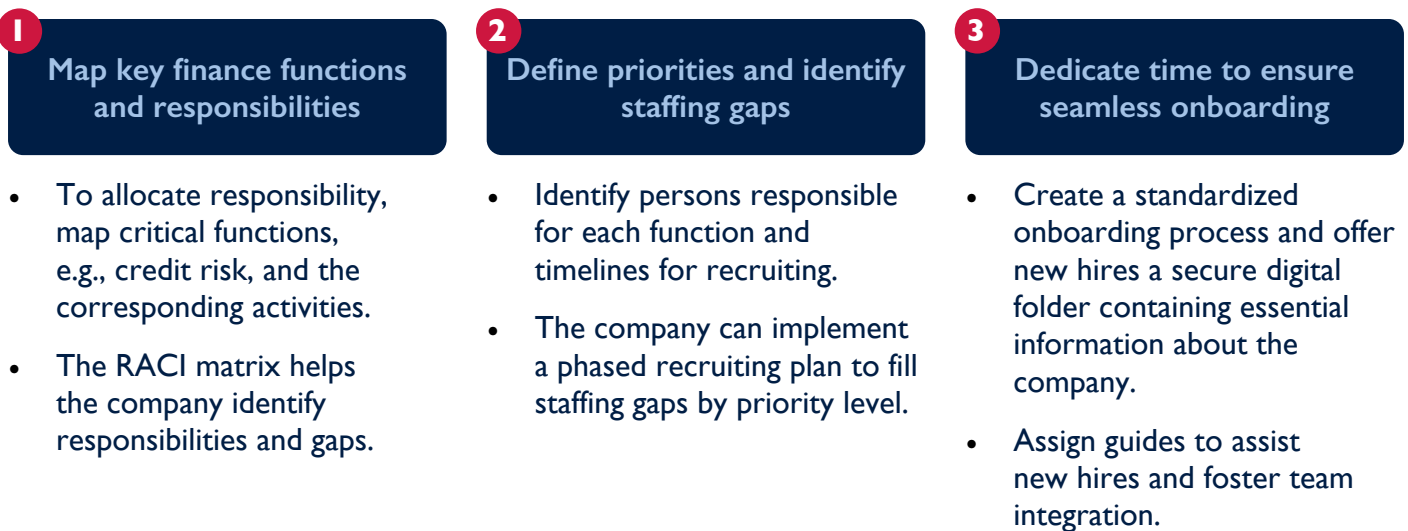 1
Map key finance functions
and responsibilities
• To allocate responsibility,
map critical functions,
e.g., credit risk, and the
corresponding activities.
• The RACI matrix helps
the company identify
responsibilities and gaps.
2
Define priorities and identify
staffing gaps
• Identify persons responsible
for each function and
timelines for recruiting.
• The company can implement
a phased recruiting plan to fill
staffing gaps by priority level.
3
Dedicate time to ensure
seamless onboarding
• Create a standardized
onboarding process and offer
new hires a secure digital
folder containing essential
information about the
company.
• Assign guides to assist
new hires and foster team
integration.